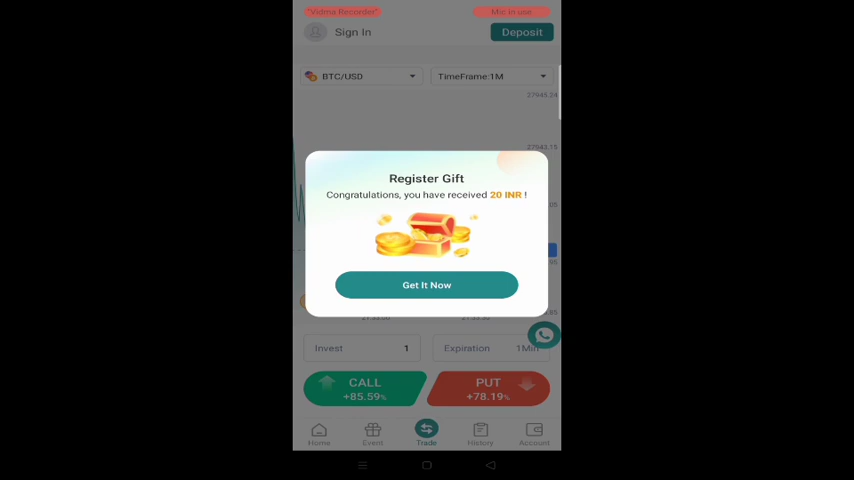 "Vidma Recorder"
Mic in use
Sign In
Deposit
BTC/USD
TimeFrame:1M
27945.24
27943.15
Register Gift
Congratulations, you have received 20 INR !
Get It Now
Invest 1
Expiration 1Min
CALL
+85.59%
PUT
+78.19%
Home
Event
Trade
History
Account